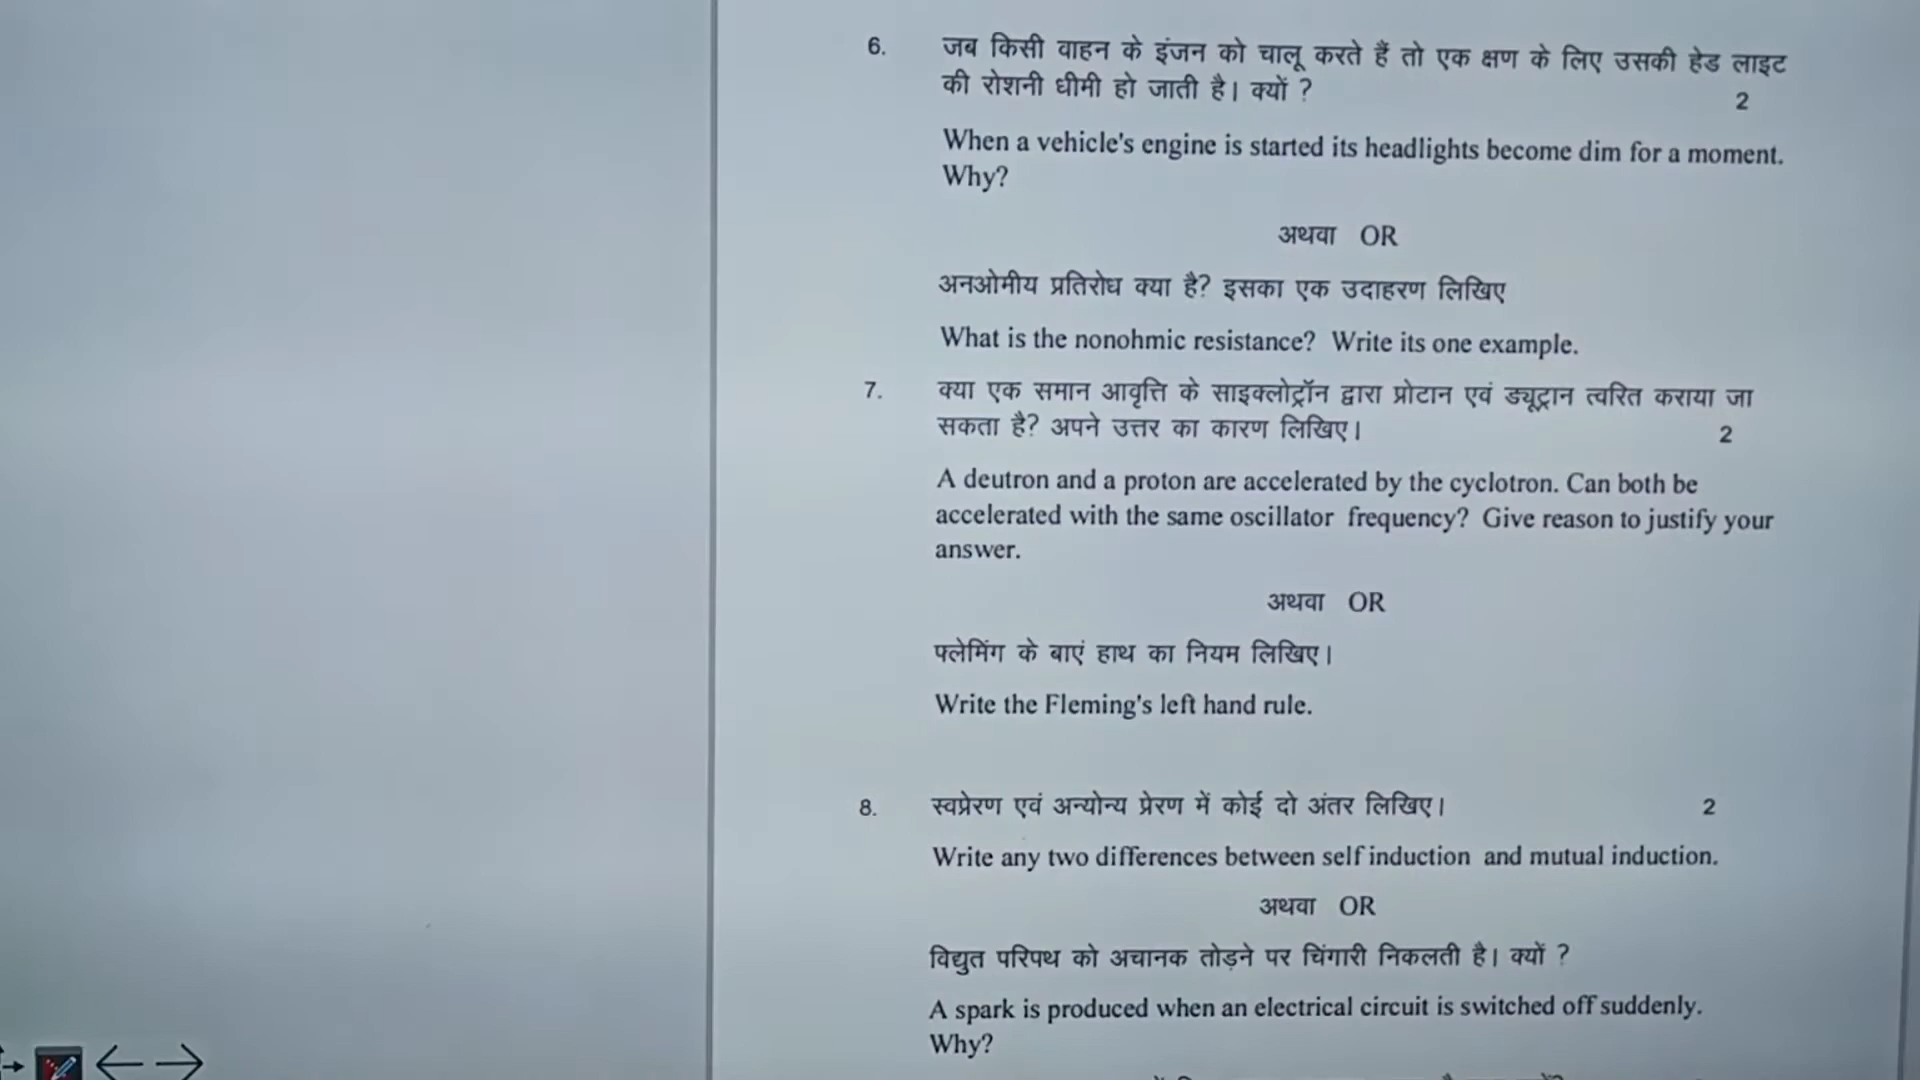 6. जब किसी वाहन के इंजन को चालू करते हैं तो एक क्षण के लिए उसकी हेड लाइट
की रोशनी धीमी हो जाती है। क्यों ? 2
When a vehicle's engine is started its headlights become dim for a moment.
Why?
अथवा OR
अनओमीय प्रतिरोध क्या है? इसका एक उदाहरण लिखिए
What is the nonohmic resistance? Write its one example.
7. क्या एक समान आवृत्ति के साइक्लोट्रॉन द्वारा प्रोटान एवं ड्यूट्रान त्वरित कराया जा
सकता है? अपने उत्तर का कारण लिखिए। 2
A deutron and a proton are accelerated by the cyclotron. Can both be
accelerated with the same oscillator frequency? Give reason to justify your
answer.
अथवा OR
फ्लेमिंग के बाएं हाथ का नियम लिखिए।
Write the Fleming's left hand rule.
8. स्वप्रेरण एवं अन्योन्य प्रेरण में कोई दो अंतर लिखिए। 2
Write any two differences between self induction and mutual induction.
अथवा OR
विद्युत परिपथ को अचानक तोड़ने पर चिंगारी निकलती है। क्यों ?
A spark is produced when an electrical circuit is switched off suddenly.
Why?